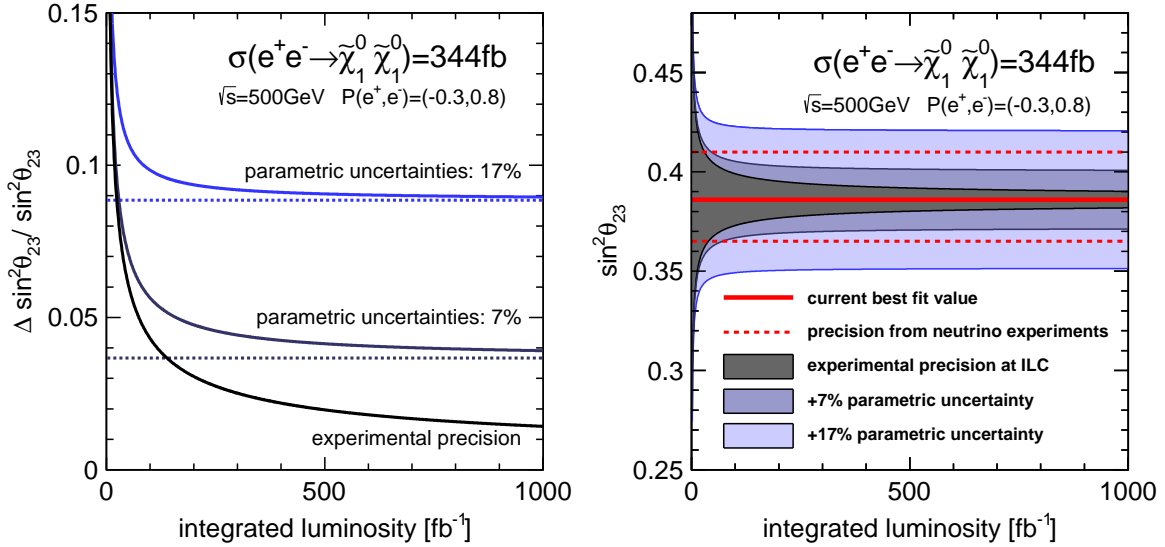 0.15
0.1
0.05
0
Δ sin²θ₂₃/ sin²θ₂₃
σ(e⁺e⁻→χ̃₁⁰ χ̃₁⁰)=344fb
√s=500GeV P(e⁺,e⁻)=(-0.3,0.8)
parametric uncertainties: 17%
parametric uncertainties: 7%
experimental precision
0 500 1000
integrated luminosity [fb⁻¹]
0.45
0.4
0.35
0.3
0.25
sin²θ₂₃
σ(e⁺e⁻→χ̃₁⁰ χ̃₁⁰)=344fb
√s=500GeV P(e⁺,e⁻)=(-0.3,0.8)
current best fit value
precision from neutrino experiments
experimental precision at ILC
+7% parametric uncertainty
+17% parametric uncertainty
0 500 1000
integrated luminosity [fb⁻¹]